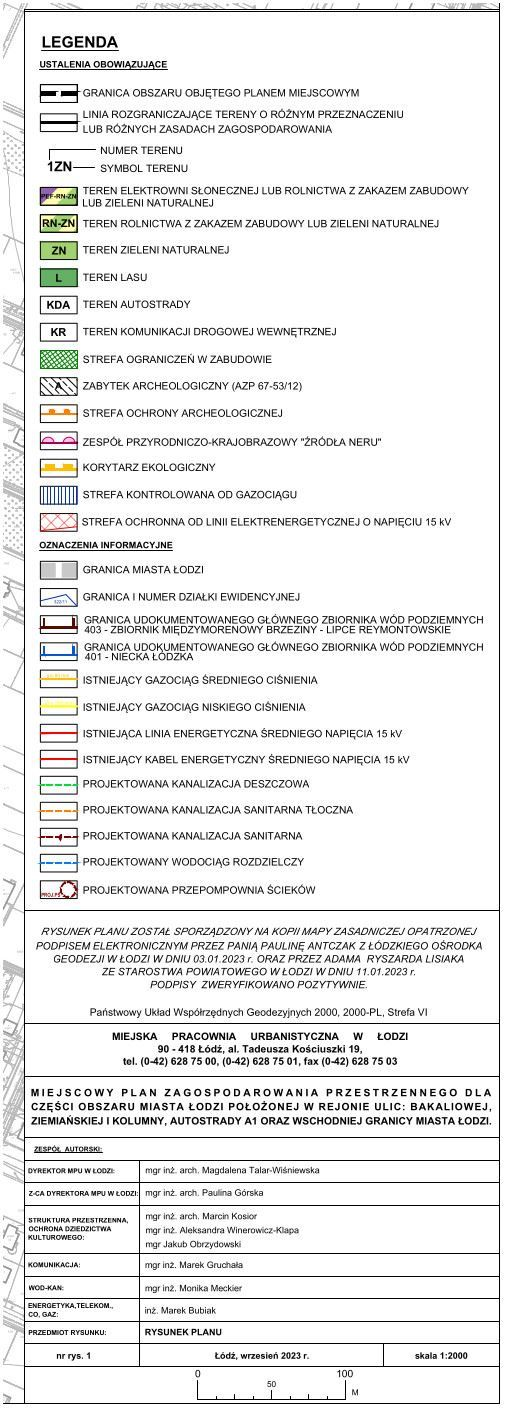 LEGENDA
USTALENIA OBOWIĄZUJĄCE
GRANICA OBSZARU OBJĘTEGO PLANEM MIEJSCOWYM
LINIA ROZGRANICZAJĄCE TERENY O RÓŻNYM PRZEZNACZENIU
LUB RÓŻNYCH ZASADACH ZAGOSPODAROWANIA
NUMER TERENU
1ZN SYMBOL TERENU
PEF-RN-ZN TEREN ELEKTROWNI SŁONECZNEJ LUB ROLNICTWA Z ZAKAZEM ZABUDOWY
LUB ZIELENI NATURALNEJ
RN-ZN TEREN ROLNICTWA Z ZAKAZEM ZABUDOWY LUB ZIELENI NATURALNEJ
ZN TEREN ZIELENI NATURALNEJ
L TEREN LASU
KDA TEREN AUTOSTRADY
KR TEREN KOMUNIKACJI DROGOWEJ WEWNĘTRZNEJ
STREFA OGRANICZEŃ W ZABUDOWIE
A ZABYTEK ARCHEOLOGICZNY (AZP 67-53/12)
STREFA OCHRONY ARCHEOLOGICZNEJ
ZESPÓŁ PRZYRODNICZO-KRAJOBRAZOWY "ŹRÓDŁA NERU"
KORYTARZ EKOLOGICZNY
STREFA KONTROLOWANA OD GAZOCIĄGU
STREFA OCHRONNA OD LINII ELEKTRENERGETYCZNEJ O NAPIĘCIU 15 kV
OZNACZENIA INFORMACYJNE
GRANICA MIASTA ŁODZI
GRANICA I NUMER DZIAŁKI EWIDENCYJNEJ
GRANICA UDOKUMENTOWANEGO GŁÓWNEGO ZBIORNIKA WÓD PODZIEMNYCH
403 - ZBIORNIK MIĘDZYMORENOWY BRZEZINY - LIPCE REYMONTOWSKIE
GRANICA UDOKUMENTOWANEGO GŁÓWNEGO ZBIORNIKA WÓD PODZIEMNYCH
401 - NIECKA ŁÓDZKA
ISTNIEJĄCY GAZOCIĄG ŚREDNIEGO CIŚNIENIA
ISTNIEJĄCY GAZOCIĄG NISKIEGO CIŚNIENIA
ISTNIEJĄCA LINIA ENERGETYCZNA ŚREDNIEGO NAPIĘCIA 15 kV
ISTNIEJĄCY KABEL ENERGETYCZNY ŚREDNIEGO NAPIĘCIA 15 kV
PROJEKTOWANA KANALIZACJA DESZCZOWA
PROJEKTOWANA KANALIZACJA SANITARNA TŁOCZNA
PROJEKTOWANA KANALIZACJA SANITARNA
PROJEKTOWANY WODOCIĄG ROZDZIELCZY
PROJ.PS PROJEKTOWANA PRZEPOMPOWNIA ŚCIEKÓW
RYSUNEK PLANU ZOSTAŁ SPORZĄDZONY NA KOPII MAPY ZASADNICZEJ OPATRZONEJ
PODPISEM ELEKTRONICZNYM PRZEZ PANIĄ PAULINĘ ANTCZAK Z ŁÓDZKIEGO OŚRODKA
GEODEZJI W ŁODZI W DNIU 03.01.2023 r. ORAZ PRZEZ ADAMA RYSZARDA LISIAKA
ZE STAROSTWA POWIATOWEGO W ŁODZI W DNIU 11.01.2023 r.
PODPISY ZWERYFIKOWANO POZYTYWNIE.
Państwowy Układ Współrzędnych Geodezyjnych 2000, 2000-PL, Strefa VI
MIEJSKA PRACOWNIA URBANISTYCZNA W ŁODZI
90 - 418 Łódź, al. Tadeusza Kościuszki 19,
tel. (0-42) 628 75 00, (0-42) 628 75 01, fax (0-42) 628 75 03
MIEJSCOWY PLAN ZAGOSPODAROWANIA PRZESTRZENNEGO DLA
CZĘŚCI OBSZARU MIASTA ŁODZI POŁOŻONEJ W REJONIE ULIC: BAKALIOWEJ,
ZIEMIAŃSKIEJ I KOLUMNY, AUTOSTRADY A1 ORAZ WSCHODNIEJ GRANICY MIASTA ŁODZI.
ZESPÓŁ AUTORSKI:
DYREKTOR MPU W ŁODZI: mgr inż. arch. Magdalena Talar-Wiśniewska
Z-CA DYREKTORA MPU W ŁODZI: mgr inż. arch. Paulina Górska
STRUKTURA PRZESTRZENNA,
OCHRONA DZIEDZICTWA
KULTUROWEGO:
mgr inż. arch. Marcin Kosior
mgr inż. Aleksandra Winerowicz-Klapa
mgr Jakub Obrzydowski
KOMUNIKACJA: mgr inż. Marek Gruchała
WOD-KAN: mgr inż. Monika Meckier
ENERGETYKA,TELEKOM.,
CO, GAZ:
inż. Marek Bubiak
PRZEDMIOT RYSUNKU: RYSUNEK PLANU
nr rys. 1 Łódź, wrzesień 2023 r. skala 1:2000
0 100
50
M